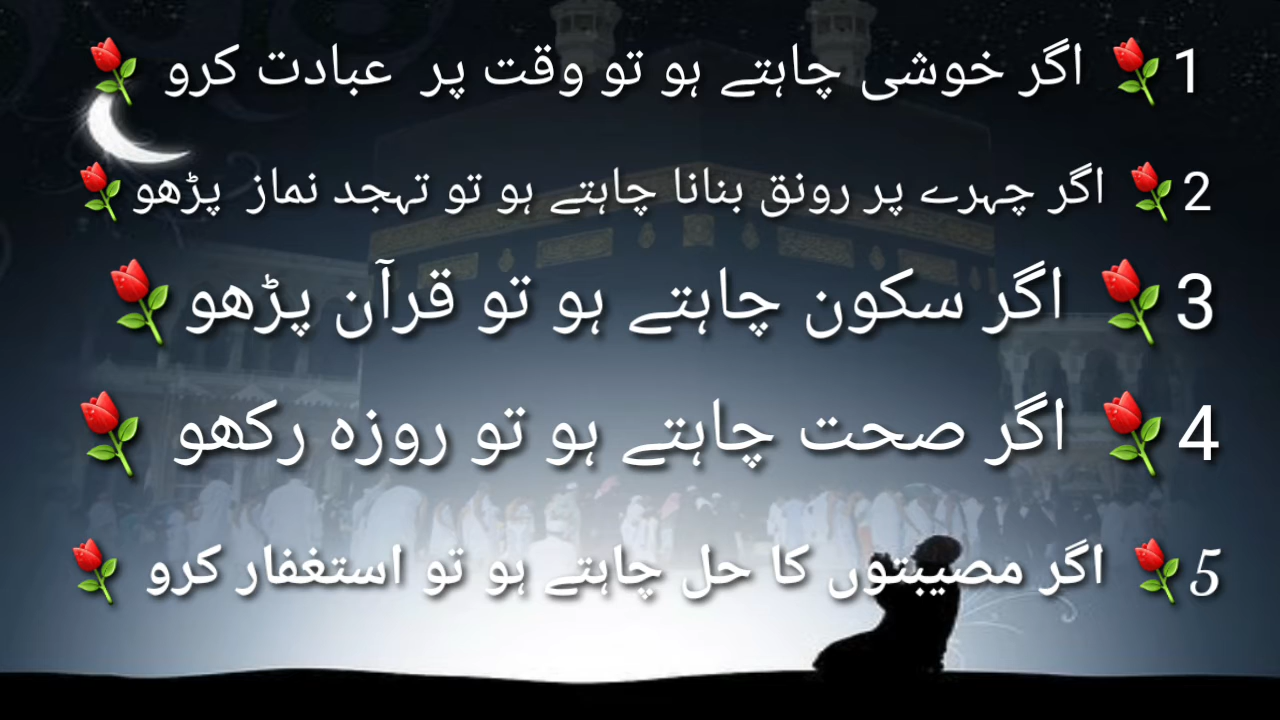 1🌹 اگر خوشی چاہتے ہو تو وقت پر عبادت کرو 🌹
2🌹 اگر چہرے پر رونق بنانا چاہتے ہو تو تہجد نماز پڑھو🌹
3🌹 اگر سکون چاہتے ہو تو قرآن پڑھو🌹
4🌹 اگر صحت چاہتے ہو تو روزہ رکھو 🌹
5🌹 اگر مصیبتوں کا حل چاہتے ہو تو استغفار کرو 🌹